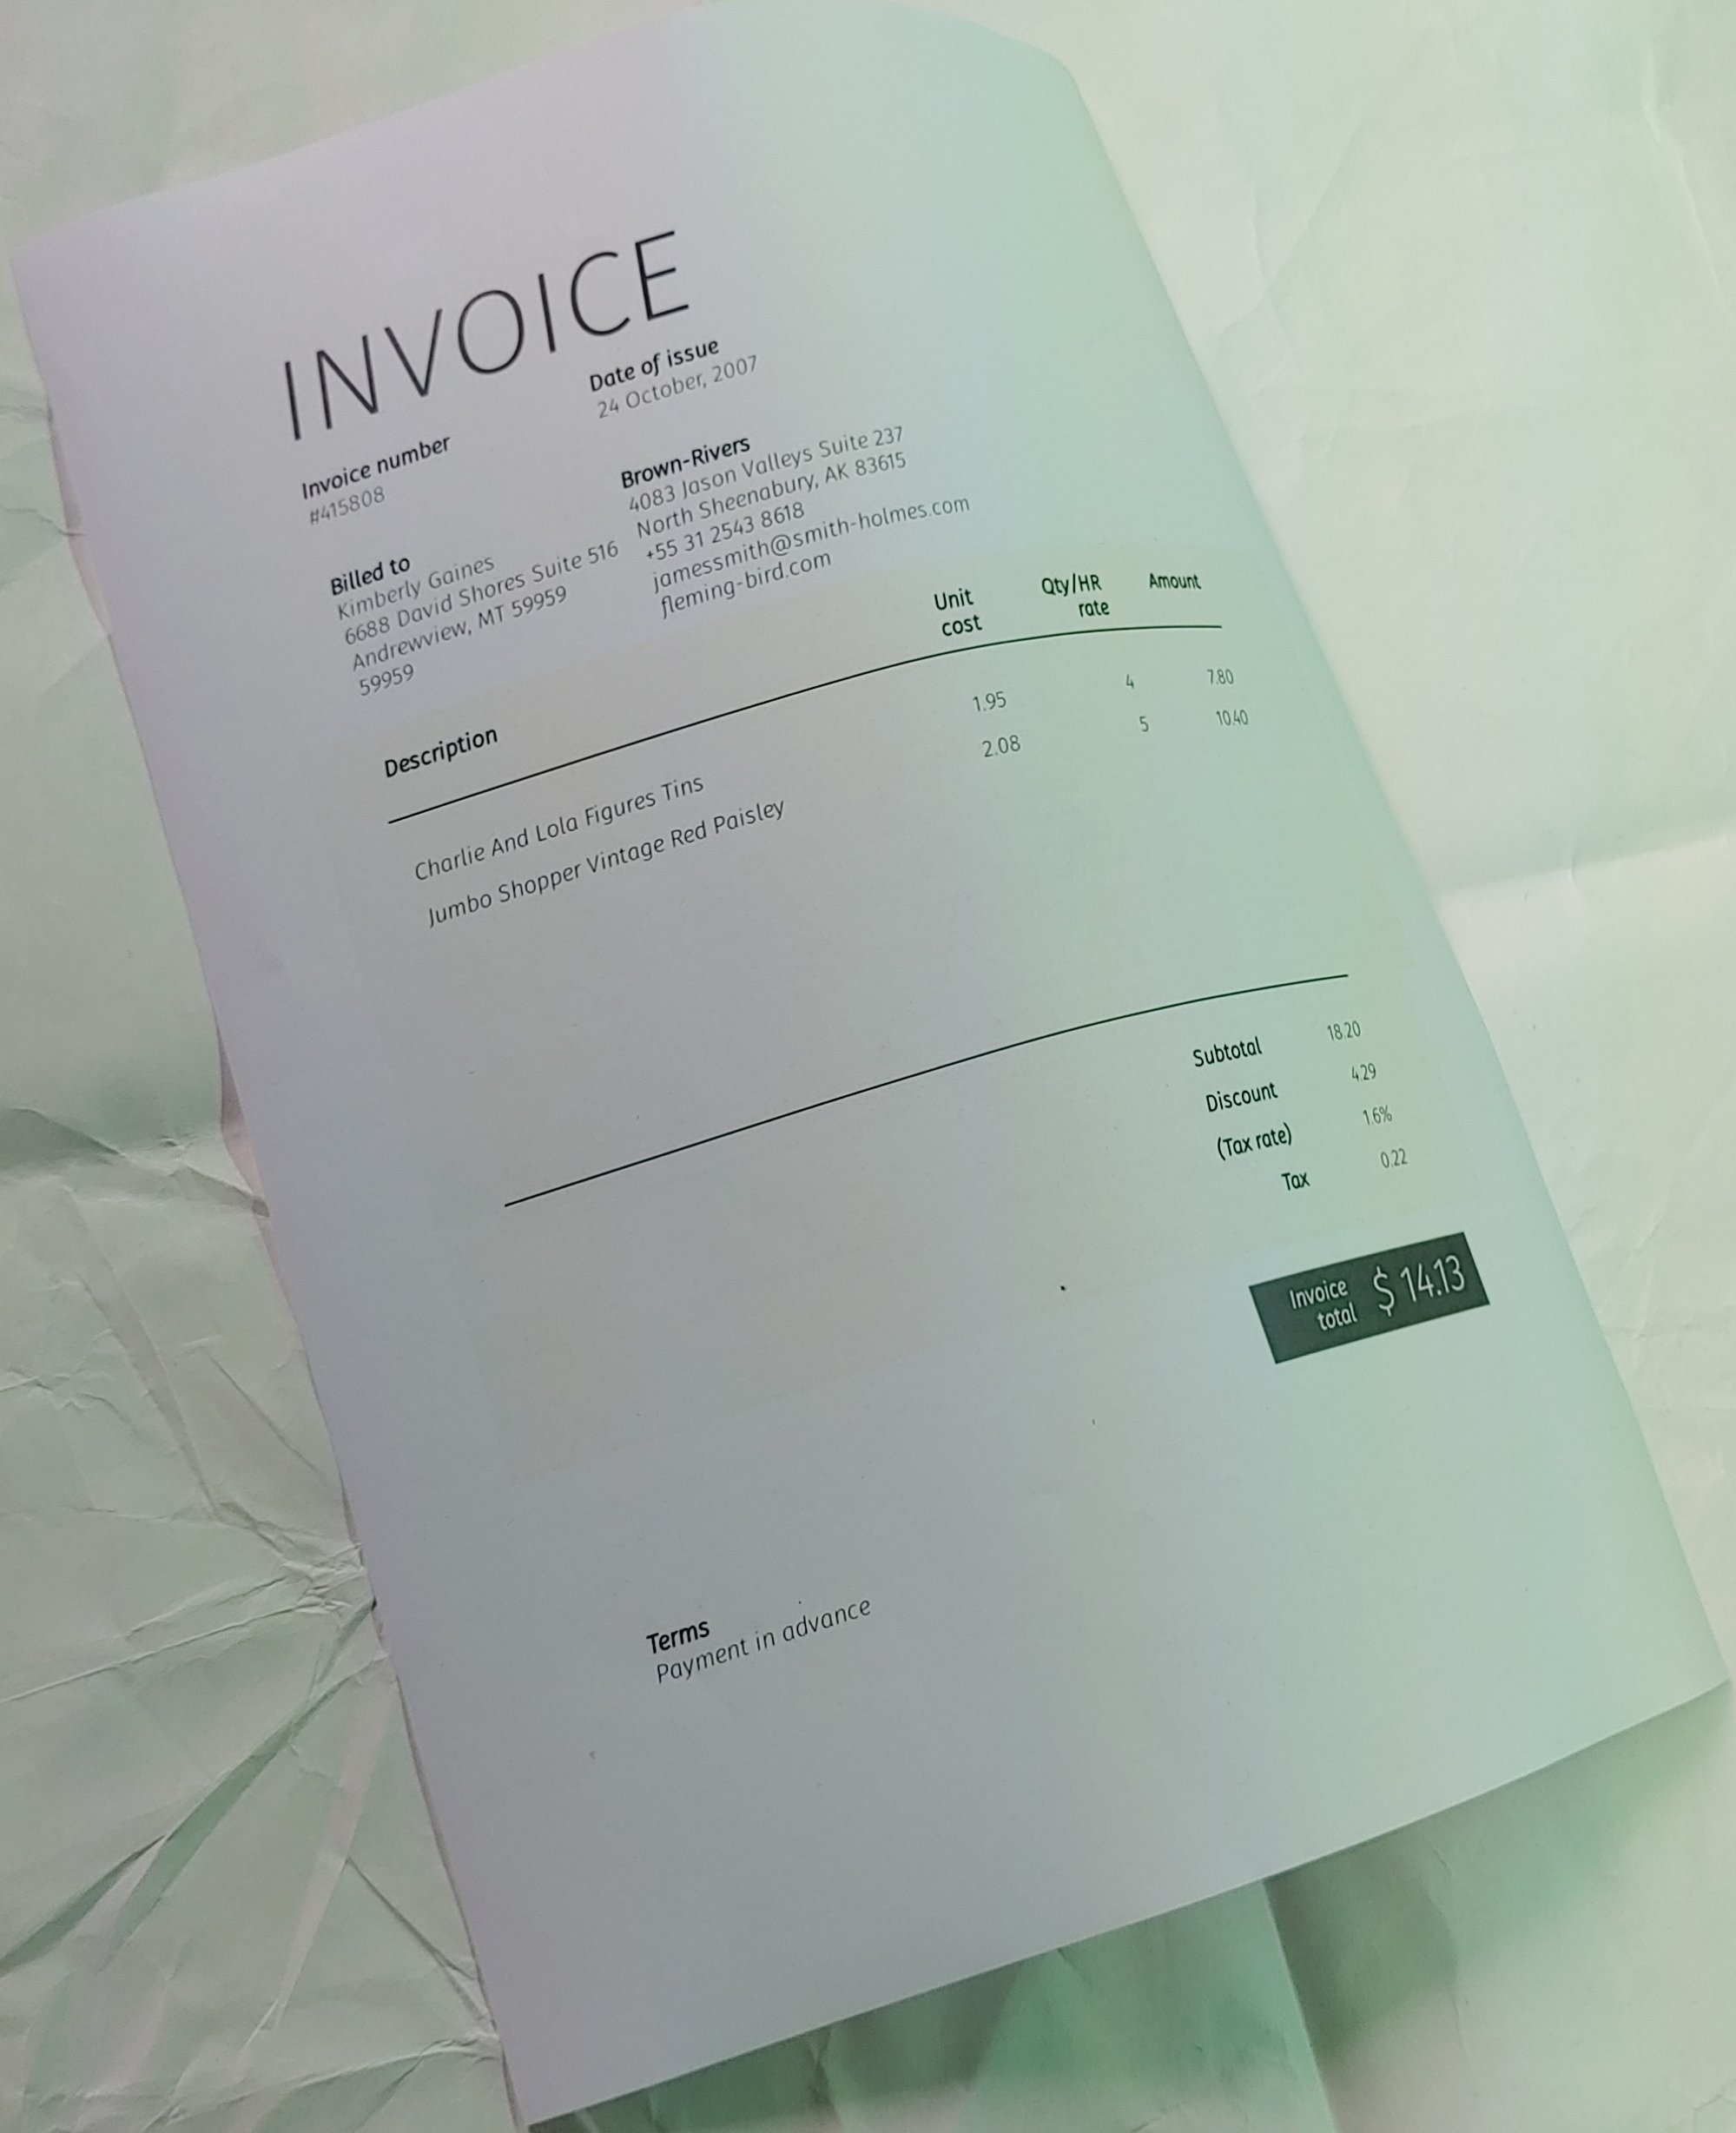 INVOICE
Invoice number
#415808
Date of issue
24 October, 2007
Billed to
Kimberly Gaines
6688 David Shores Suite 516
Andrewview, MT 59959
59959
Brown-Rivers
4083 Jason Valleys Suite 237
North Sheenabury, AK 83615
+55 31 2543 8618
jamessmith@smith-holmes.com
fleming-bird.com
Description Unit cost Qty/HR rate Amount
Charlie And Lola Figures Tins 1.95 4 7.80
Jumbo Shopper Vintage Red Paisley 2.08 5 10.40
Subtotal 18.20
Discount 4.29
(Tax rate) 1.6%
Tax 0.22
Invoice total $ 14.13
Terms
Payment in advance